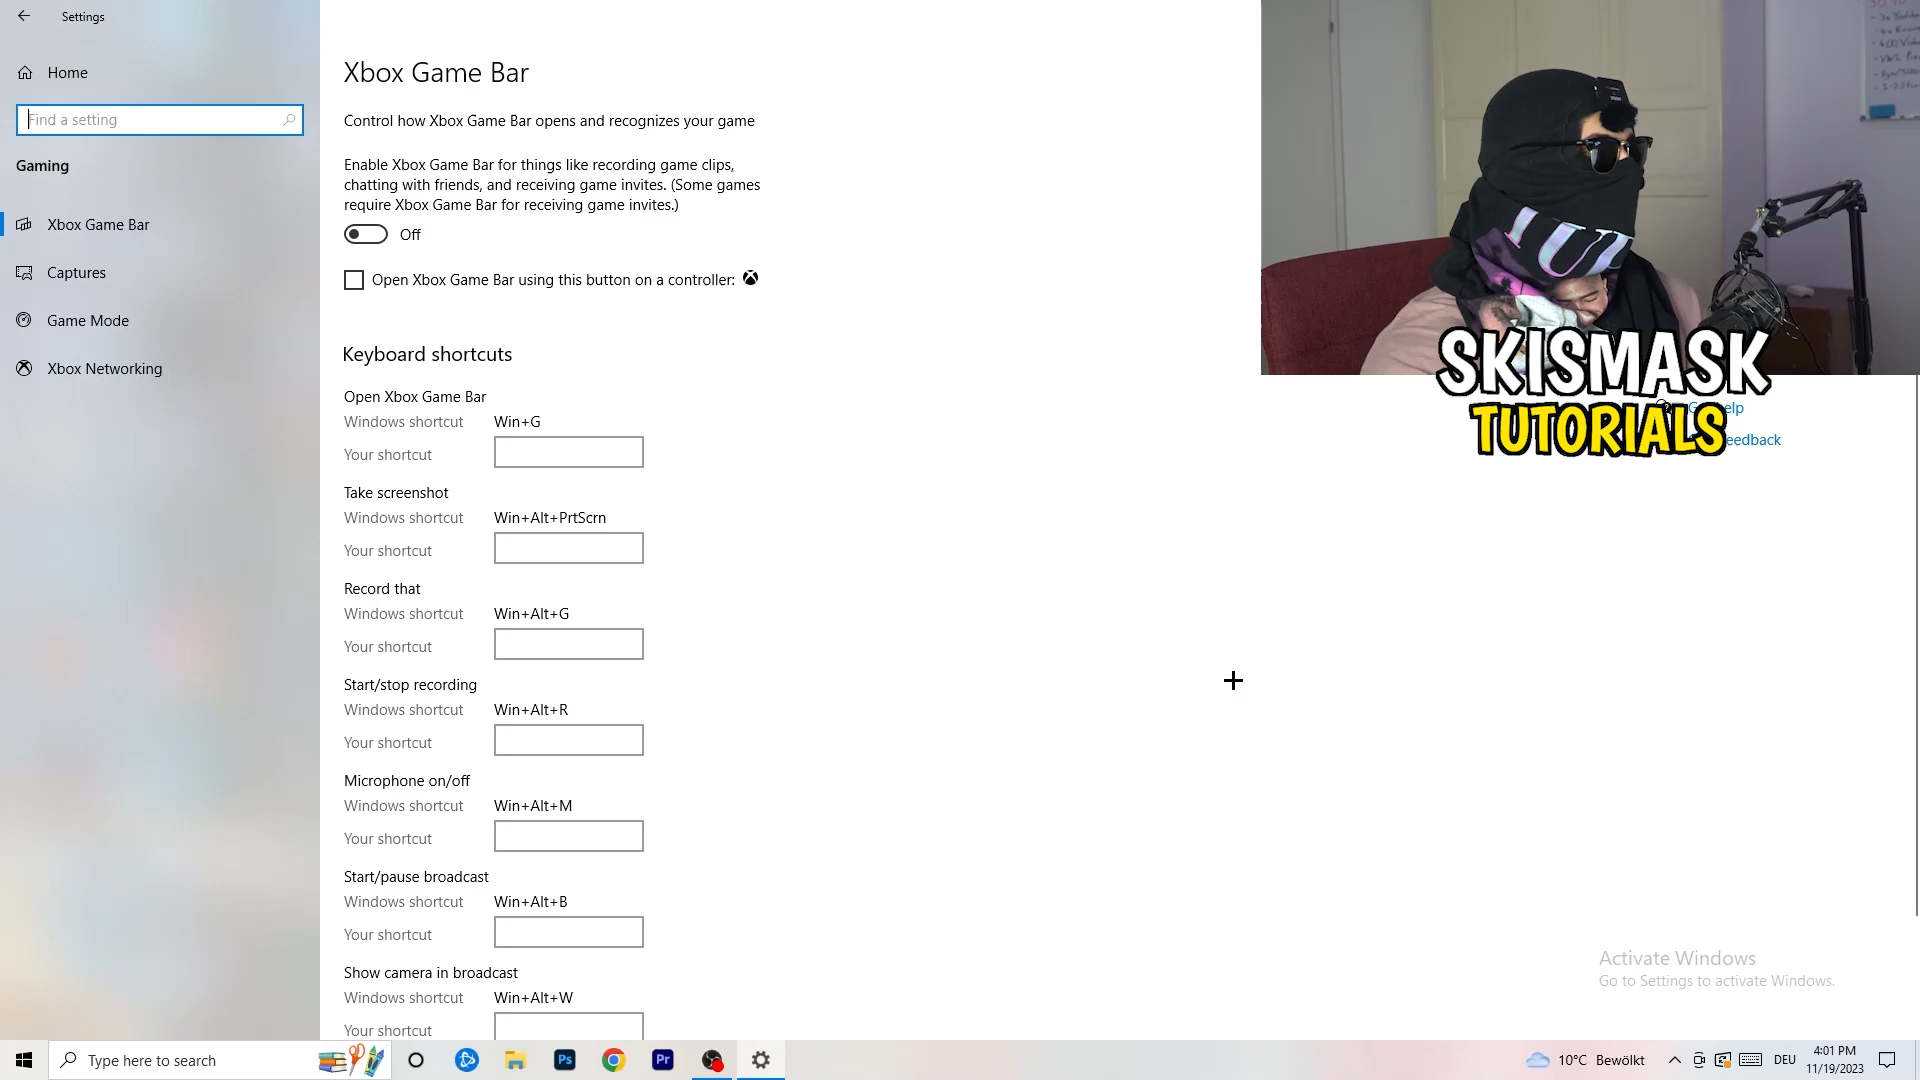 Settings
Home
Find a setting
Gaming
Xbox Game Bar
Captures
Game Mode
Xbox Networking
Xbox Game Bar
Control how Xbox Game Bar opens and recognizes your game
Enable Xbox Game Bar for things like recording game clips,
chatting with friends, and receiving game invites. (Some games
require Xbox Game Bar for receiving game invites.)
Off
Open Xbox Game Bar using this button on a controller:
Keyboard shortcuts
Open Xbox Game Bar
Windows shortcut Win+G
Your shortcut
Take screenshot
Windows shortcut Win+Alt+PrtScrn
Your shortcut
Record that
Windows shortcut Win+Alt+G
Your shortcut
Start/stop recording
Windows shortcut Win+Alt+R
Your shortcut
Microphone on/off
Windows shortcut Win+Alt+M
Your shortcut
Start/pause broadcast
Windows shortcut Win+Alt+B
Your shortcut
Show camera in broadcast
Windows shortcut Win+Alt+W
Your shortcut
SKISMASK
TUTORIALS
Activate Windows
Go to Settings to activate Windows.
Type here to search
Ps
Pr
10°C Bewölkt
DEU
4:01 PM
11/19/2023